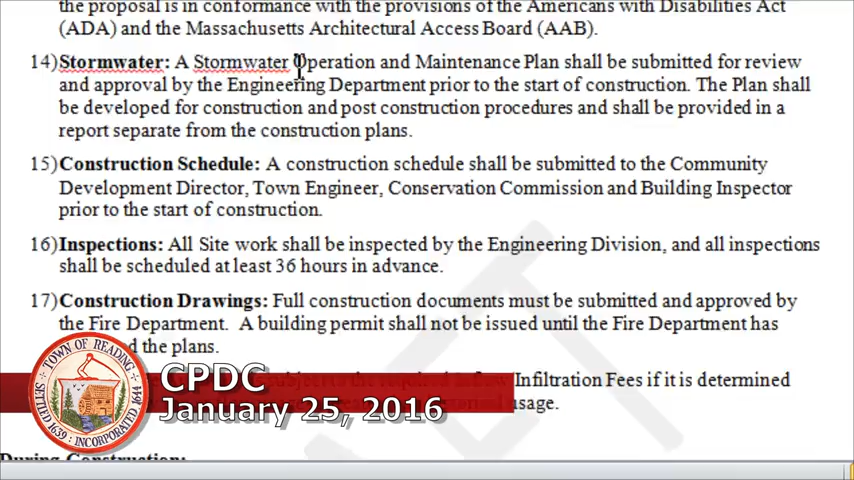 the proposal is in conformance with the provisions of the Americans with Disabilities Act
(ADA) and the Massachusetts Architectural Access Board (AAB).
14) Stormwater: A Stormwater Operation and Maintenance Plan shall be submitted for review
and approval by the Engineering Department prior to the start of construction. The Plan shall
be developed for construction and post construction procedures and shall be provided in a
report separate from the construction plans.
15) Construction Schedule: A construction schedule shall be submitted to the Community
Development Director, Town Engineer, Conservation Commission and Building Inspector
prior to the start of construction.
16) Inspections: All Site work shall be inspected by the Engineering Division, and all inspections
shall be scheduled at least 36 hours in advance.
17) Construction Drawings: Full construction documents must be submitted and approved by
the Fire Department. A building permit shall not be issued until the Fire Department has
the plans.
Infiltration Fees if it is determined
usage.
During Construction:
TOWN OF READING
SETTLED 1639 INCORPORATED 1644
CPDC
January 25, 2016